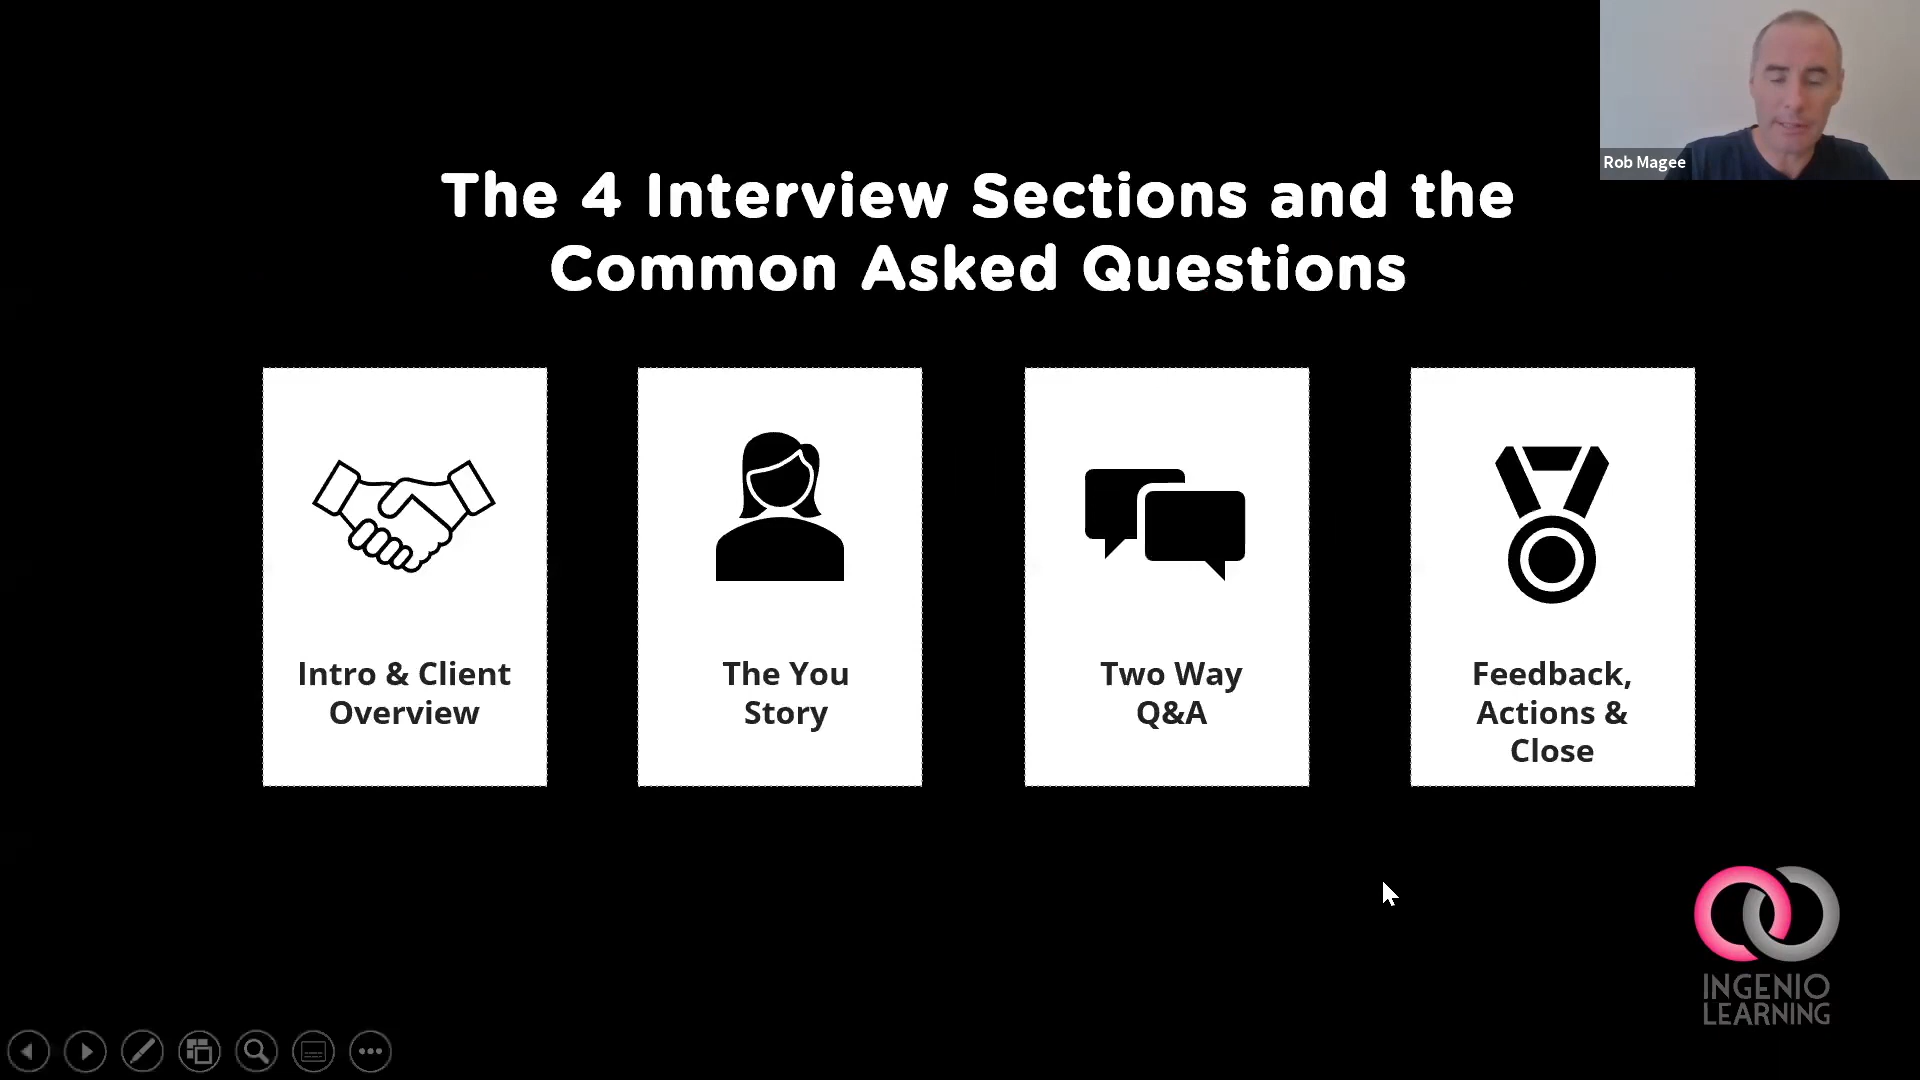 Rob Magee
The 4 Interview Sections and the
Common Asked Questions
Intro & Client
Overview
The You
Story
Two Way
Q&A
Feedback,
Actions &
Close
INGENIO
LEARNING